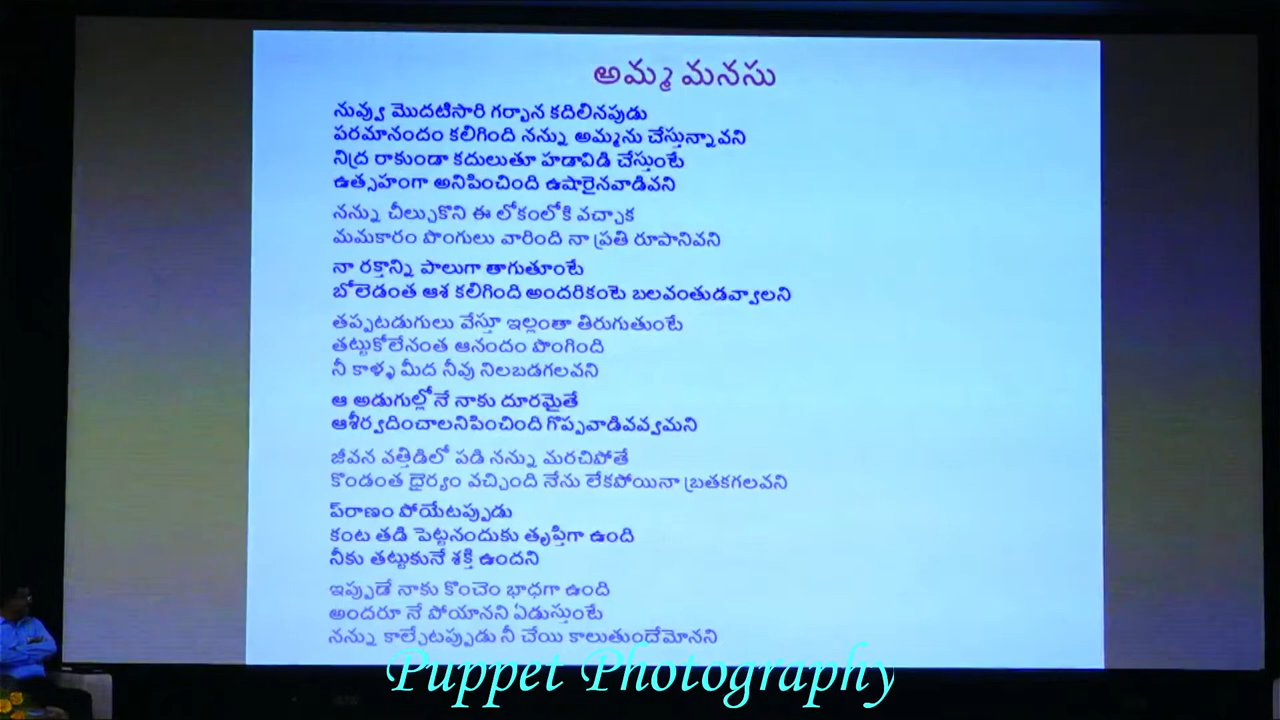 అమ్మ మనసు
నువ్వు మొదటిసారి గర్భాన కదిలినపుడు
పరమానందం కలిగింది నన్ను అమ్మను చేస్తున్నావని
నిద్ర రాకుండా కదులుతూ హడావిడి చేస్తుంటే
ఉత్సహంగా అనిపించింది ఉషారైనవాడివని
నన్ను చీల్చుకొని ఈ లోకంలోకి వచ్చాక
మమకారం పొంగులు వారింది నా ప్రతి రూపానివని
నా రక్తాన్ని పాలుగా తాగుతూంటే
బోలెడంత ఆశ కలిగింది అందరికంటె బలవంతుడవ్వాలని
తప్పటడుగులు వేస్తూ ఇల్లంతా తిరుగుతుంటే
తట్టుకోలేనంత ఆనందం పొంగింది
నీ కాళ్ళ మీద నీవు నిలబడగలవని
ఆ అడుగుల్లోనే నాకు దూరమైతే
ఆశీర్వదించాలనిపించింది గొప్పవాడివవ్వమని
జీవన వత్తిడిలో పడి నన్ను మరచిపోతే
కొండంత ధైర్యం వచ్చింది నేను లేకపోయినా బ్రతకగలవని
ప్రాణం పోయేటప్పుడు
కంట తడి పెట్టనందుకు తృప్తిగా ఉంది
నీకు తట్టుకునే శక్తి ఉందని
ఇప్పుడే నాకు కొంచెం భాధగా ఉంది
అందరూ నే పోయానని ఏడుస్తుంటే
నన్ను కాల్చేటప్పుడు నీ చేయి కాలుతుందేమోనని
Puppet Photography